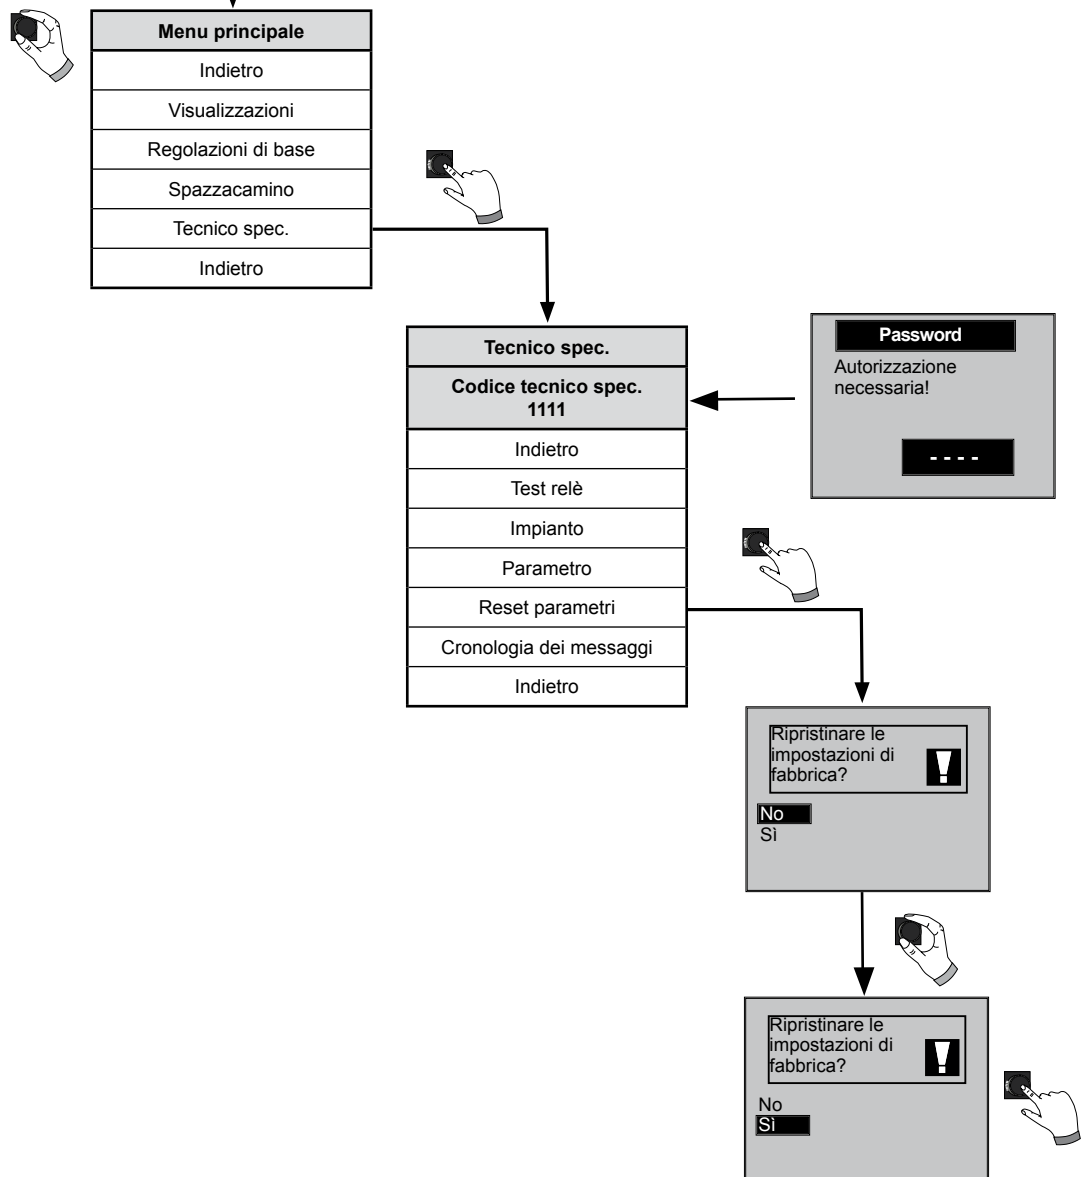 Menu principale
Indietro
Visualizzazioni
Regolazioni di base
Spazzacamino
Tecnico spec.
Indietro
Tecnico spec.
Codice tecnico spec.
1111
Indietro
Test relè
Impianto
Parametro
Reset parametri
Cronologia dei messaggi
Indietro
Password
Autorizzazione
necessaria!
- - - -
Ripristinare le
impostazioni di
fabbrica?
!
No
Sì
Ripristinare le
impostazioni di
fabbrica?
!
No
Sì